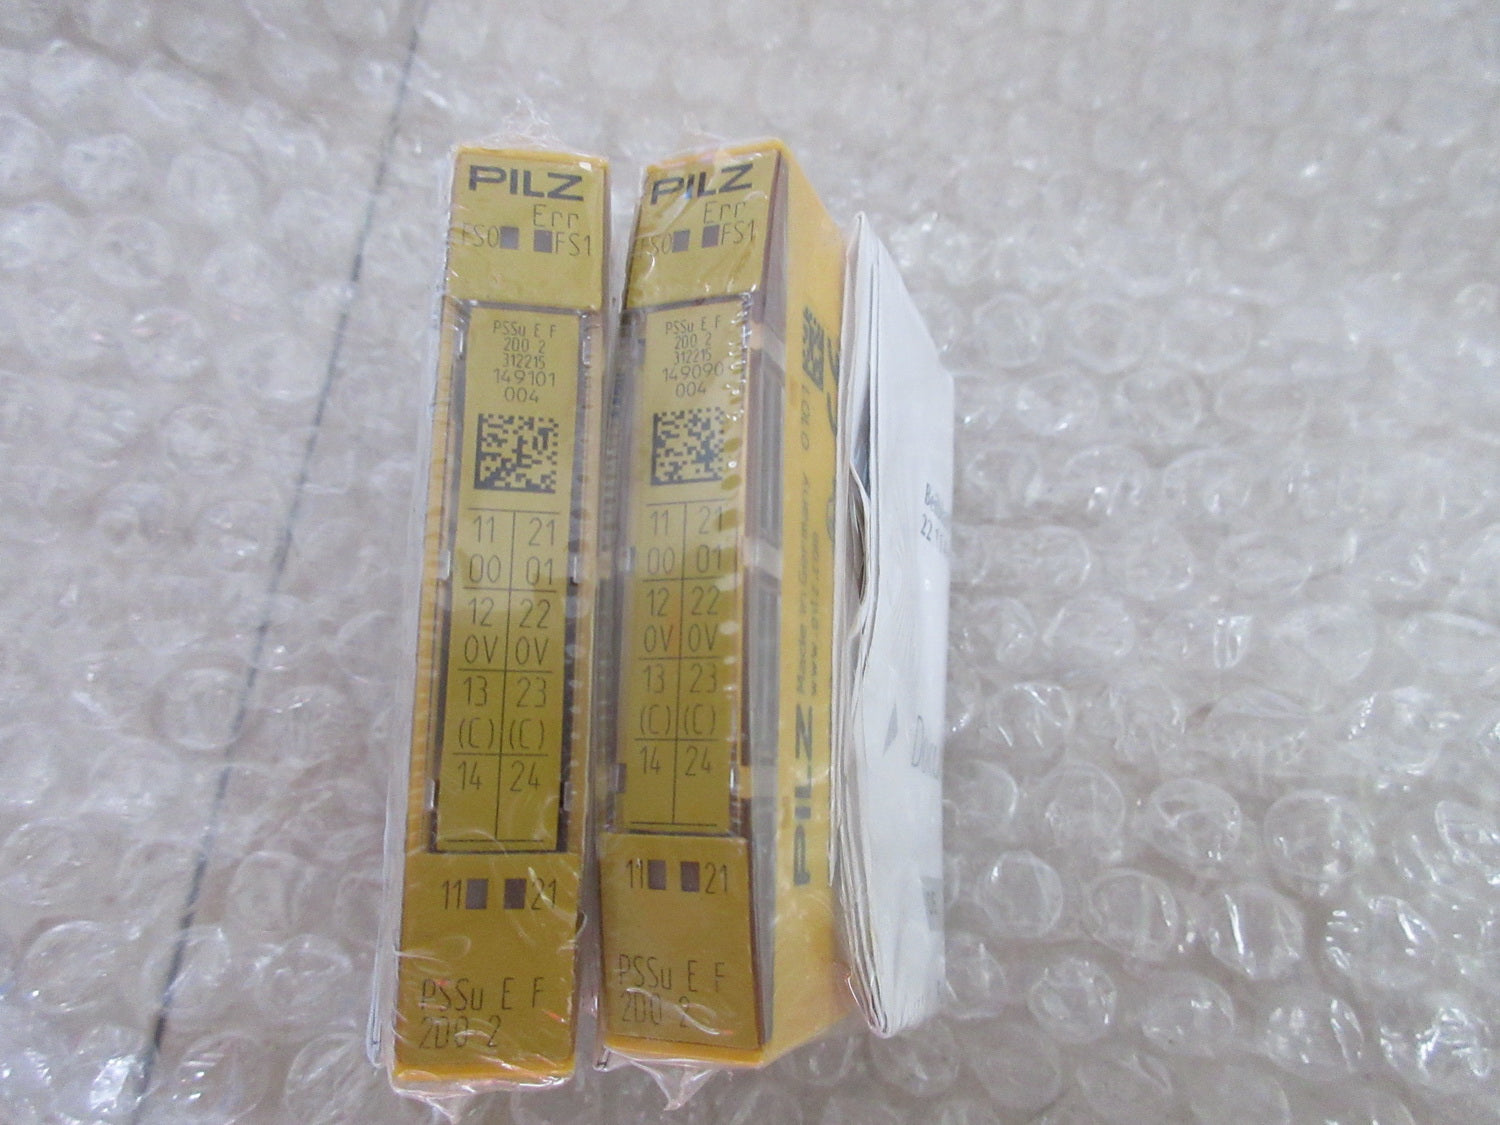 PILZ
Err
FS0 FS1
PSSu E F
2DO 2
312215
149101
004
11 21
00 01
12 22
0V 0V
13 23
(C) (C)
14 24
11 21
PSSu E F
2DO 2
PILZ
Err
FS0 FS1
PSSu E F
2DO 2
312215
149090
004
11 21
00 01
12 22
0V 0V
13 23
(C) (C)
14 24
11 21
PSSu E F
2DO 2
PILZ Made in Germany 0101
www.pilz.com